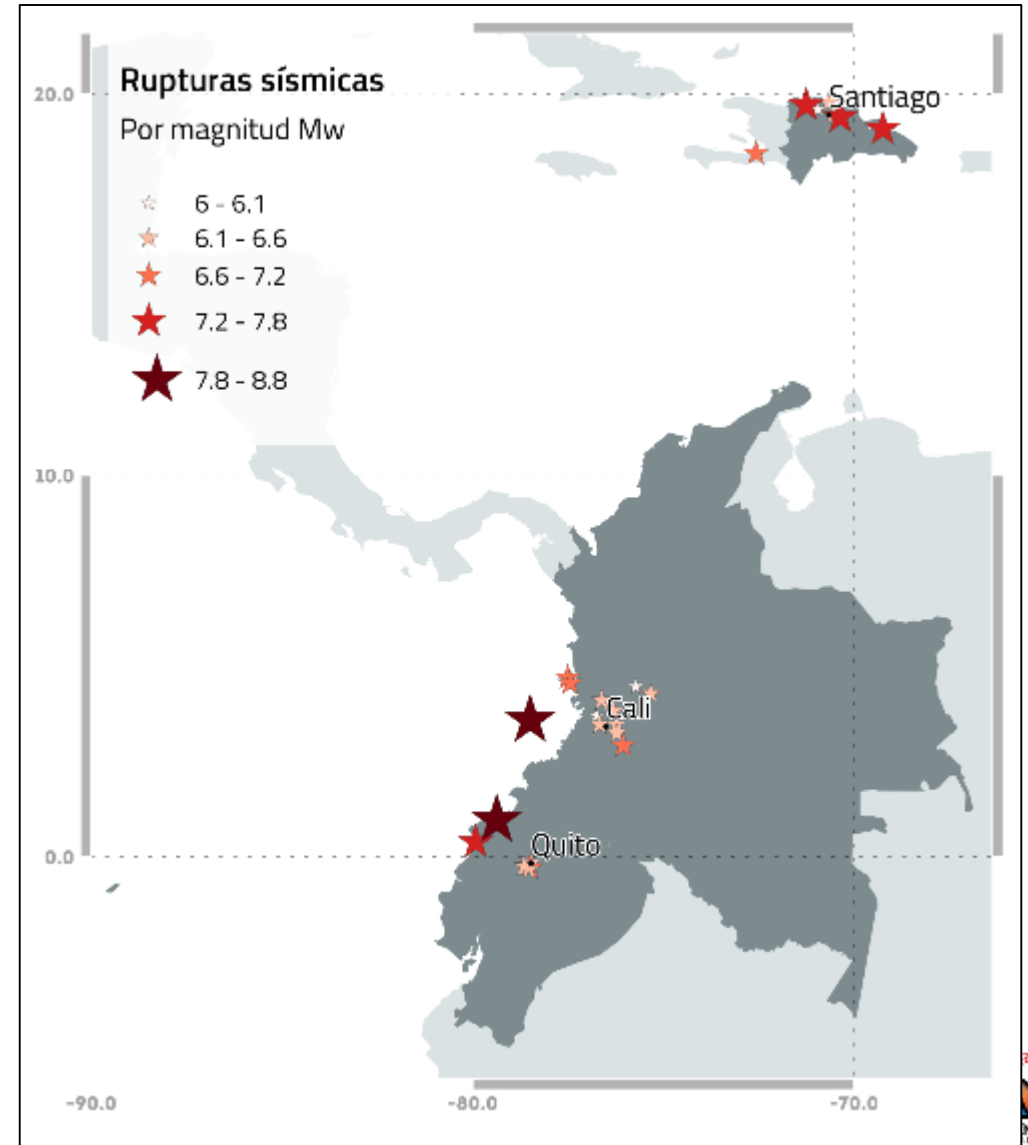 Rupturas sísmicas
Por magnitud Mw
6 - 6.1
6.1 - 6.6
6.6 - 7.2
7.2 - 7.8
7.8 - 8.8
20.0
Santiago
10.0
Cali
Quito
0.0
-90.0
-80.0
-70.0